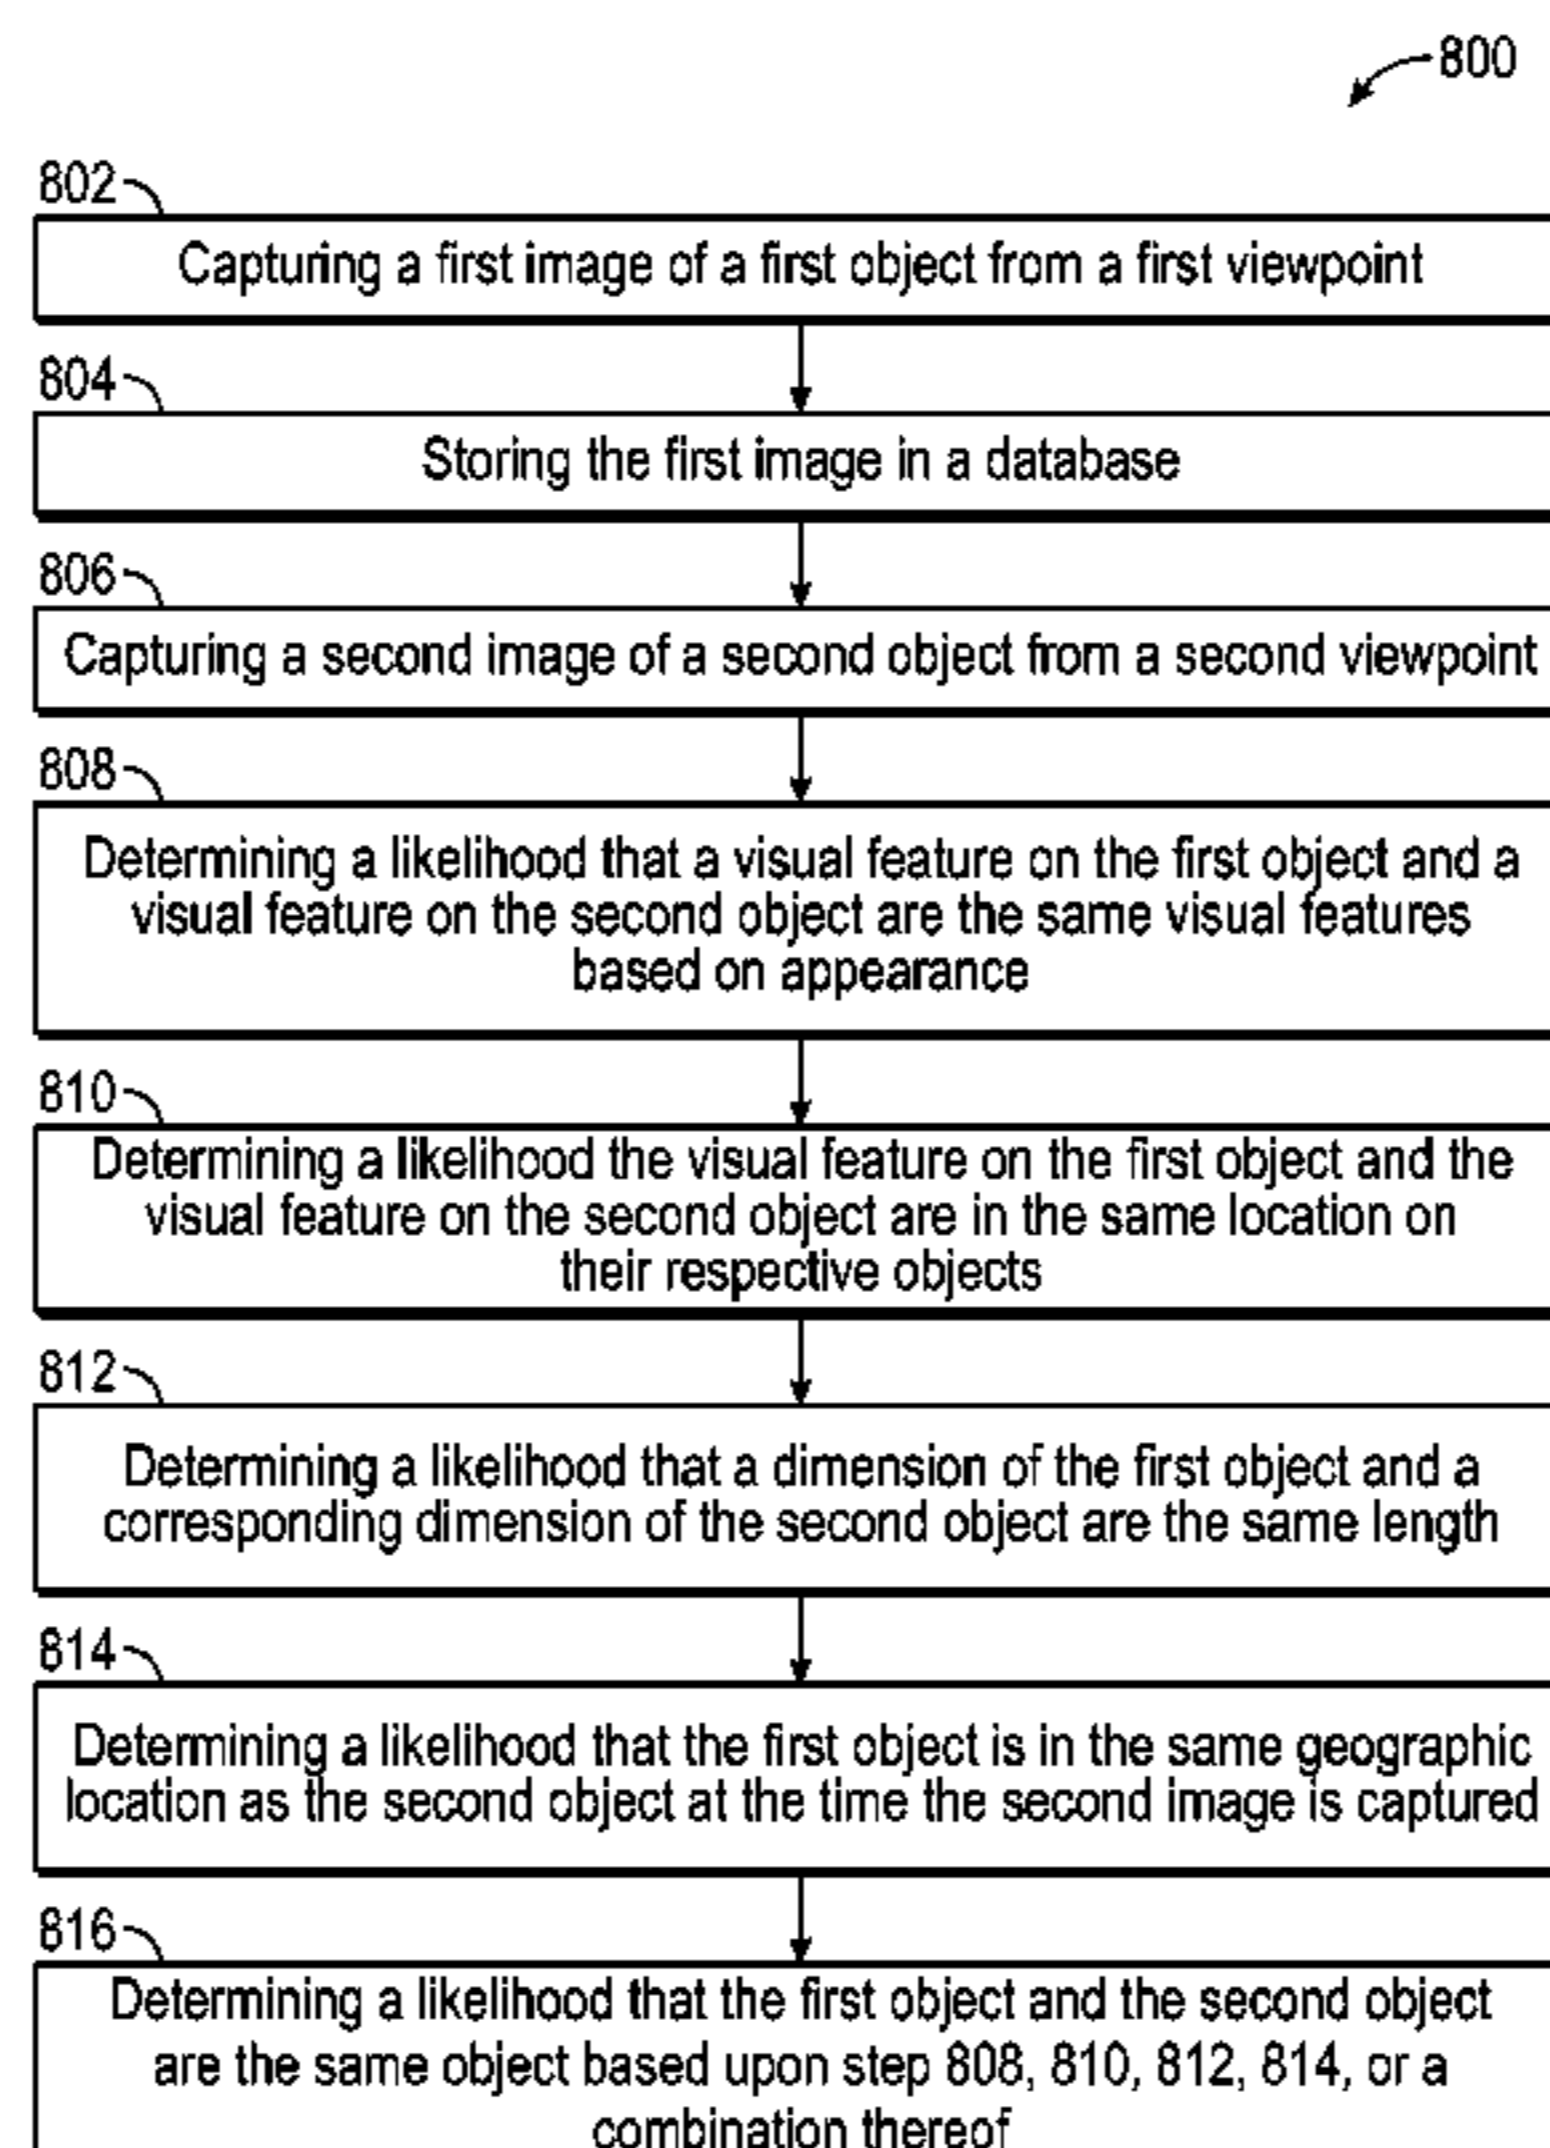 800
802
Capturing a first image of a first object from a first viewpoint
804
Storing the first image in a database
806
Capturing a second image of a second object from a second viewpoint
808
Determining a likelihood that a visual feature on the first object and a
visual feature on the second object are the same visual features
based on appearance
810
Determining a likelihood the visual feature on the first object and the
visual feature on the second object are in the same location on
their respective objects
812
Determining a likelihood that a dimension of the first object and a
corresponding dimension of the second object are the same length
814
Determining a likelihood that the first object is in the same geographic
location as the second object at the time the second image is captured
816
Determining a likelihood that the first object and the second object
are the same object based upon step 808, 810, 812, 814, or a
combination thereof